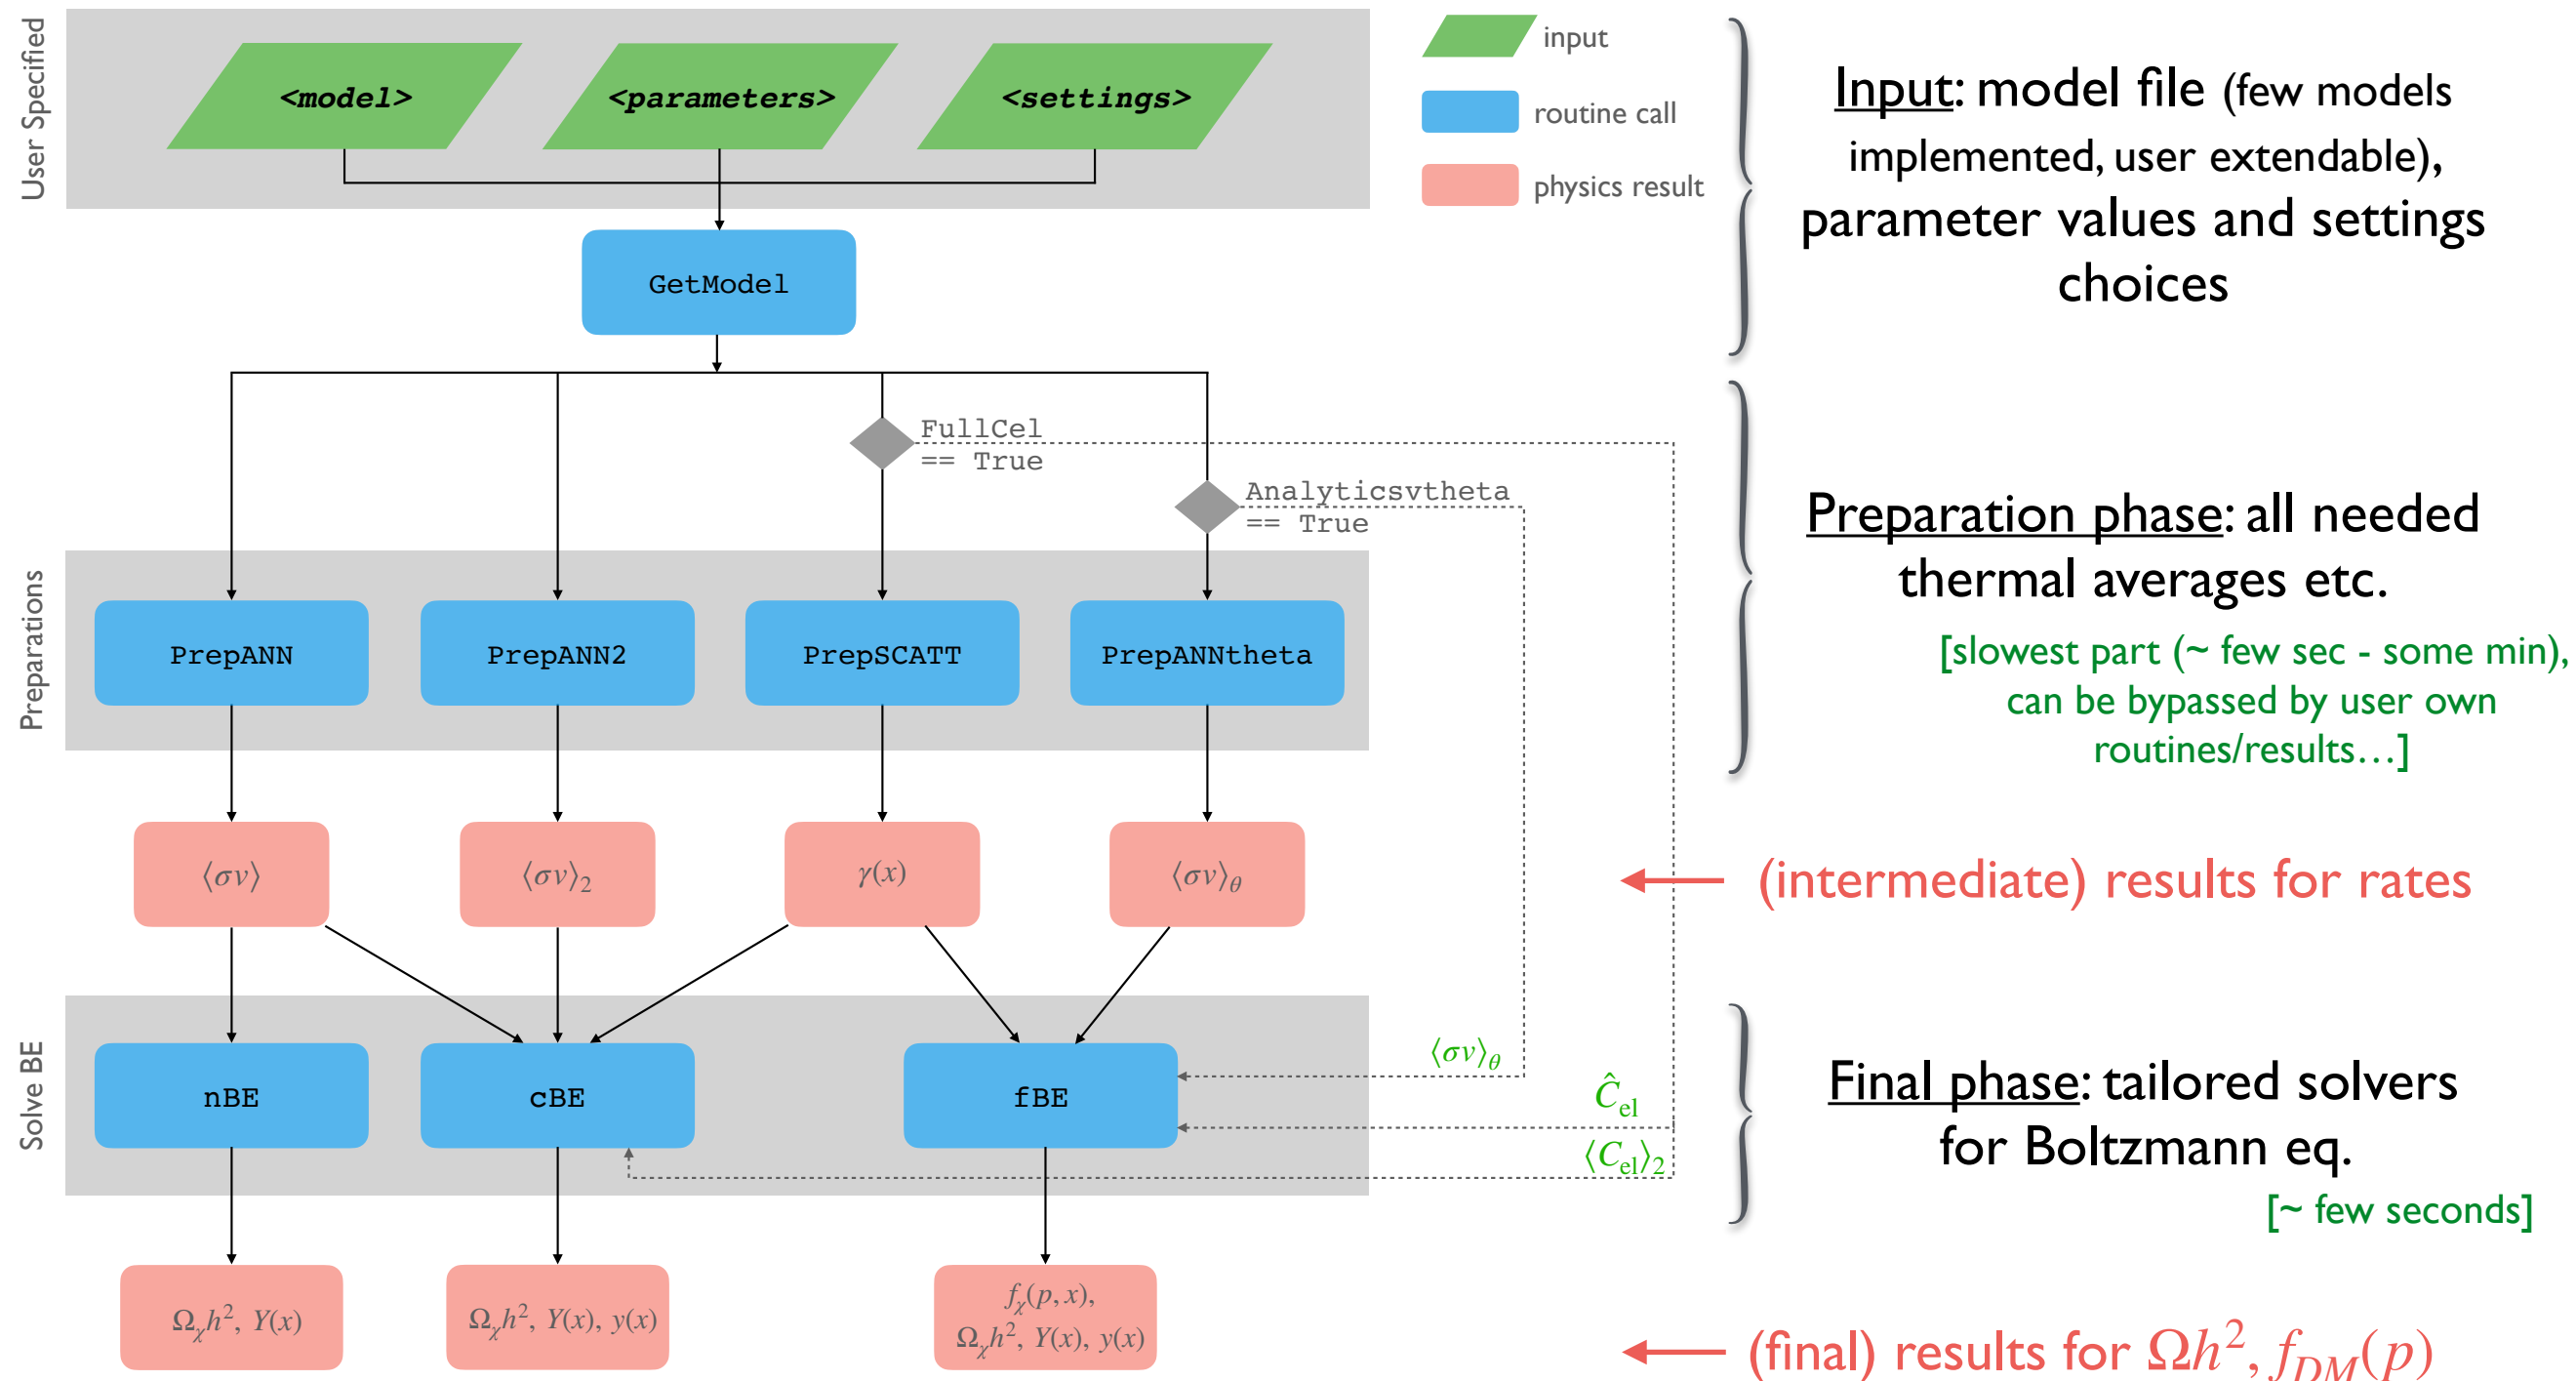 User Specified
<model>
<parameters>
<settings>
input
routine call
physics result
Input: model file (few models
implemented, user extendable),
parameter values and settings
choices
GetModel
FullCel
== True
Analyticsvtheta
== True
Preparation phase: all needed
thermal averages etc.
[slowest part (~ few sec - some min),
can be bypassed by user own
routines/results…]
Preparations
PrepANN
PrepANN2
PrepSCATT
PrepANNtheta
⟨σv⟩
⟨σv⟩₂
γ(x)
⟨σv⟩_θ
(intermediate) results for rates
Solve BE
nBE
cBE
fBE
⟨σv⟩_θ
Ĉ_el
⟨C_el⟩₂
Final phase: tailored solvers
for Boltzmann eq.
[~ few seconds]
Ω_χh², Y(x)
Ω_χh², Y(x), y(x)
f_χ(p, x),
Ω_χh², Y(x), y(x)
(final) results for Ωh², f_DM(p)